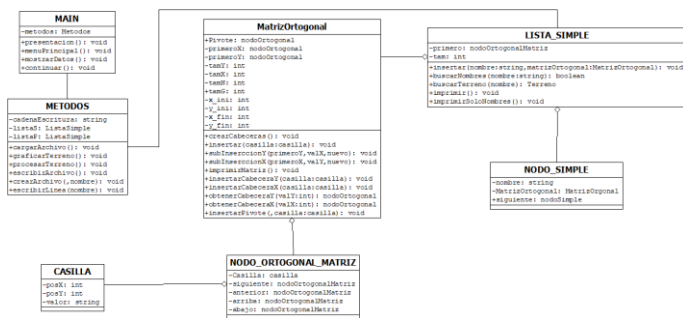 MAIN
-metodos: Metodos
+presentacion(): void
+menuPrincipal(): void
+mostrarDatos(): void
+continuar(): void
METODOS
-cadenaEscritura: string
-listaS: ListaSimple
-listaP: ListaSimple
+cargarArchivo(): void
+graficarTerreno(): void
+procesarTerreno(): void
+escribirArchivo(): void
+crearArchivo(,nombre): void
+escribirLinea(nombre): void
MatrizOrtogonal
+Pivote: nodoOrtogonal
-primeroX: nodoOrtogonal
-primeroY: nodoOrtogonal
-tamY: int
-tamX: int
-tamN: int
+tamG: int
-x_ini: int
-y_ini: int
-x_fin: int
-y_fin: int
+crearCabeceras(): void
+insertar(casilla:casilla): void
+subInserccionY(primeroY,valX,nuevo): void
+subInserccionX(primeroX,valY,nuevo): void
+imprimirMatriz(): void
+insertarCabeceraY(casilla:casilla): void
+insertarCabeceraX(casilla:casilla): void
+obtenerCabeceraY(valY:int): nodoOrtogonal
+obtenerCabeceraX(valX:int): nodoOrtogonal
+insertarPivote(,casilla:casilla): void
LISTA_SIMPLE
-primero: nodoOrtogonalMatriz
-tam: int
+insertar(nombre:string,matrizOrtogonal:MatrizOrtogonal): void
+buscarNombres(nombre:string): boolean
+buscarTerreno(nombre): Terreno
+imprimir(): void
+imprimirSoloNombres(): void
NODO_SIMPLE
-nombre: string
-MatrizOrtogonal: MatrizOrgonal
+siguiente: nodoSimple
CASILLA
-posX: int
-posY: int
-valor: string
NODO_ORTOGONAL_MATRIZ
-Casilla: casilla
-siguiente: nodoOrtogonalMatriz
-anterior: nodoOrtogonalMatriz
-arriba: nodoOrtogonalMatriz
-abajo: nodoOrtogonalMatriz